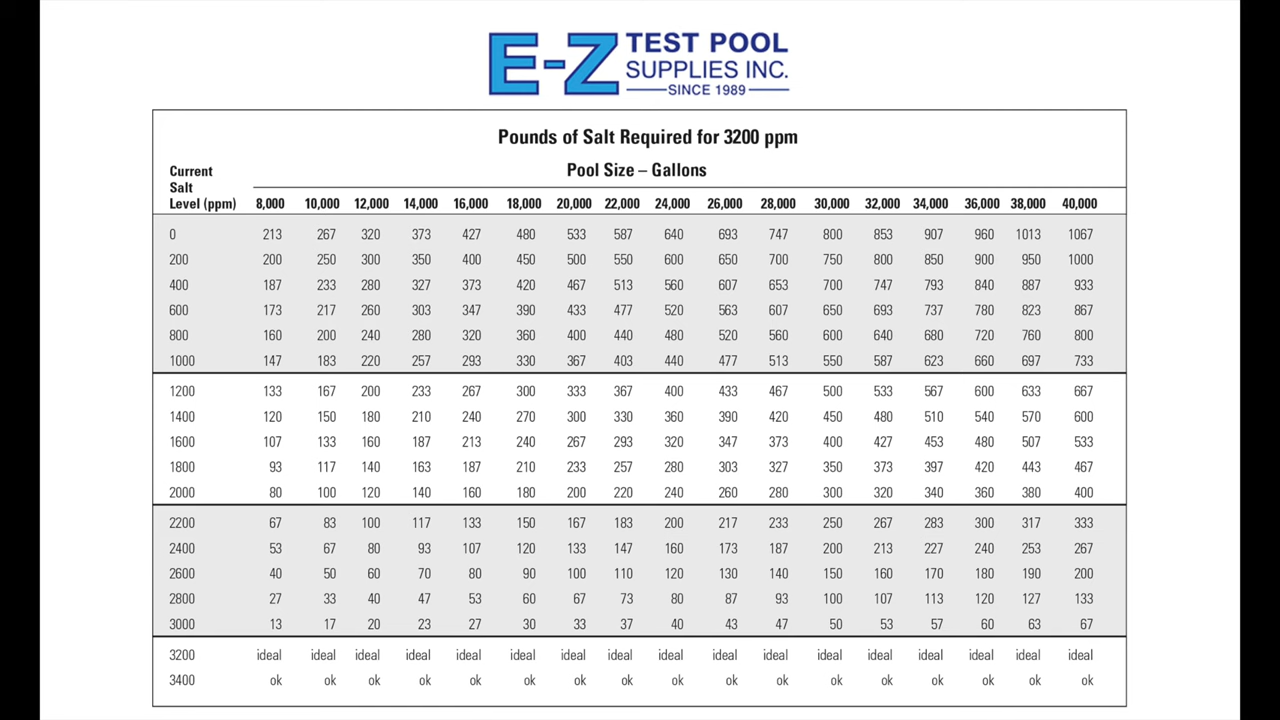 E-Z TEST POOL
SUPPLIES INC.
SINCE 1989
Pounds of Salt Required for 3200 ppm
Pool Size – Gallons
Current
Salt
Level (ppm) 8,000 10,000 12,000 14,000 16,000 18,000 20,000 22,000 24,000 26,000 28,000 30,000 32,000 34,000 36,000 38,000 40,000
0 213 267 320 373 427 480 533 587 640 693 747 800 853 907 960 1013 1067
200 200 250 300 350 400 450 500 550 600 650 700 750 800 850 900 950 1000
400 187 233 280 327 373 420 467 513 560 607 653 700 747 793 840 887 933
600 173 217 260 303 347 390 433 477 520 563 607 650 693 737 780 823 867
800 160 200 240 280 320 360 400 440 480 520 560 600 640 680 720 760 800
1000 147 183 220 257 293 330 367 403 440 477 513 550 587 623 660 697 733
1200 133 167 200 233 267 300 333 367 400 433 467 500 533 567 600 633 667
1400 120 150 180 210 240 270 300 330 360 390 420 450 480 510 540 570 600
1600 107 133 160 187 213 240 267 293 320 347 373 400 427 453 480 507 533
1800 93 117 140 163 187 210 233 257 280 303 327 350 373 397 420 443 467
2000 80 100 120 140 160 180 200 220 240 260 280 300 320 340 360 380 400
2200 67 83 100 117 133 150 167 183 200 217 233 250 267 283 300 317 333
2400 53 67 80 93 107 120 133 147 160 173 187 200 213 227 240 253 267
2600 40 50 60 70 80 90 100 110 120 130 140 150 160 170 180 190 200
2800 27 33 40 47 53 60 67 73 80 87 93 100 107 113 120 127 133
3000 13 17 20 23 27 30 33 37 40 43 47 50 53 57 60 63 67
3200 ideal ideal ideal ideal ideal ideal ideal ideal ideal ideal ideal ideal ideal ideal ideal ideal ideal
3400 ok ok ok ok ok ok ok ok ok ok ok ok ok ok ok ok ok